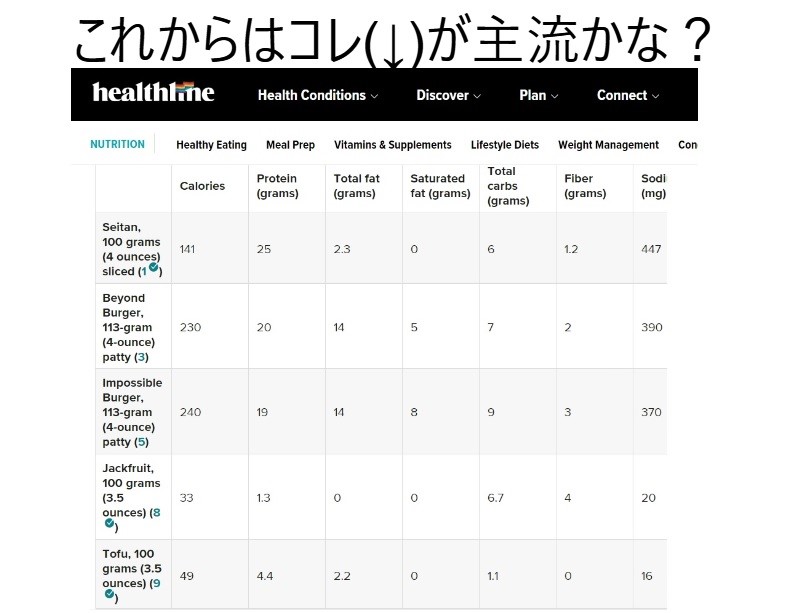 これからはコレ(↓)が主流かな？
healthline
Health Conditions Discover Plan Connect
NUTRITION Healthy Eating Meal Prep Vitamins & Supplements Lifestyle Diets Weight Management Con
Calories
Protein
(grams)
Total fat
(grams)
Saturated
fat (grams)
Total
carbs
(grams)
Fiber
(grams)
Sodi
(mg)
Seitan,
100 grams
(4 ounces)
sliced (1)
141 25 2.3 0 6 1.2 447
Beyond
Burger,
113-gram
(4-ounce)
patty (3)
230 20 14 5 7 2 390
Impossible
Burger,
113-gram
(4-ounce)
patty (5)
240 19 14 8 9 3 370
Jackfruit,
100 grams
(3.5
ounces) (8
)
33 1.3 0 0 6.7 4 20
Tofu, 100
grams (3.5
ounces) (9
)
49 4.4 2.2 0 1.1 0 16